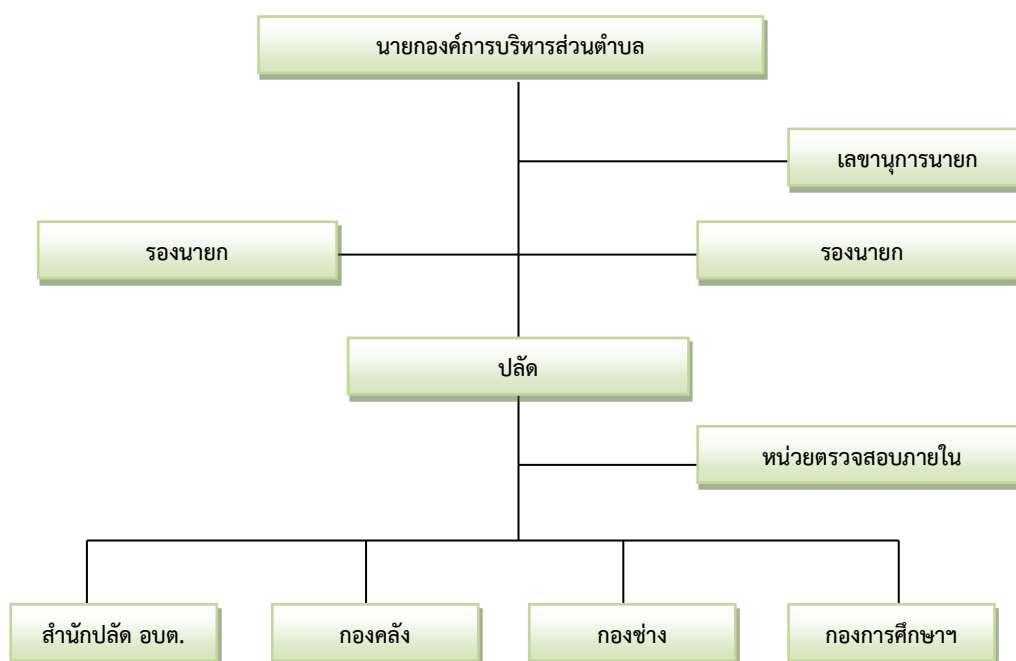 นายกองค์การบริหารส่วนตำบล
เลขานุการนายก
รองนายก
รองนายก
ปลัด
หน่วยตรวจสอบภายใน
สำนักปลัด อบต.
กองคลัง
กองช่าง
กองการศึกษาฯ